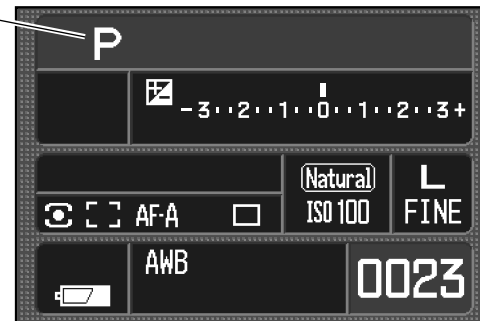 P
-3··2··1··0··1··2··3+
Natural
L
AF-A
ISO 100
FINE
AWB
0023